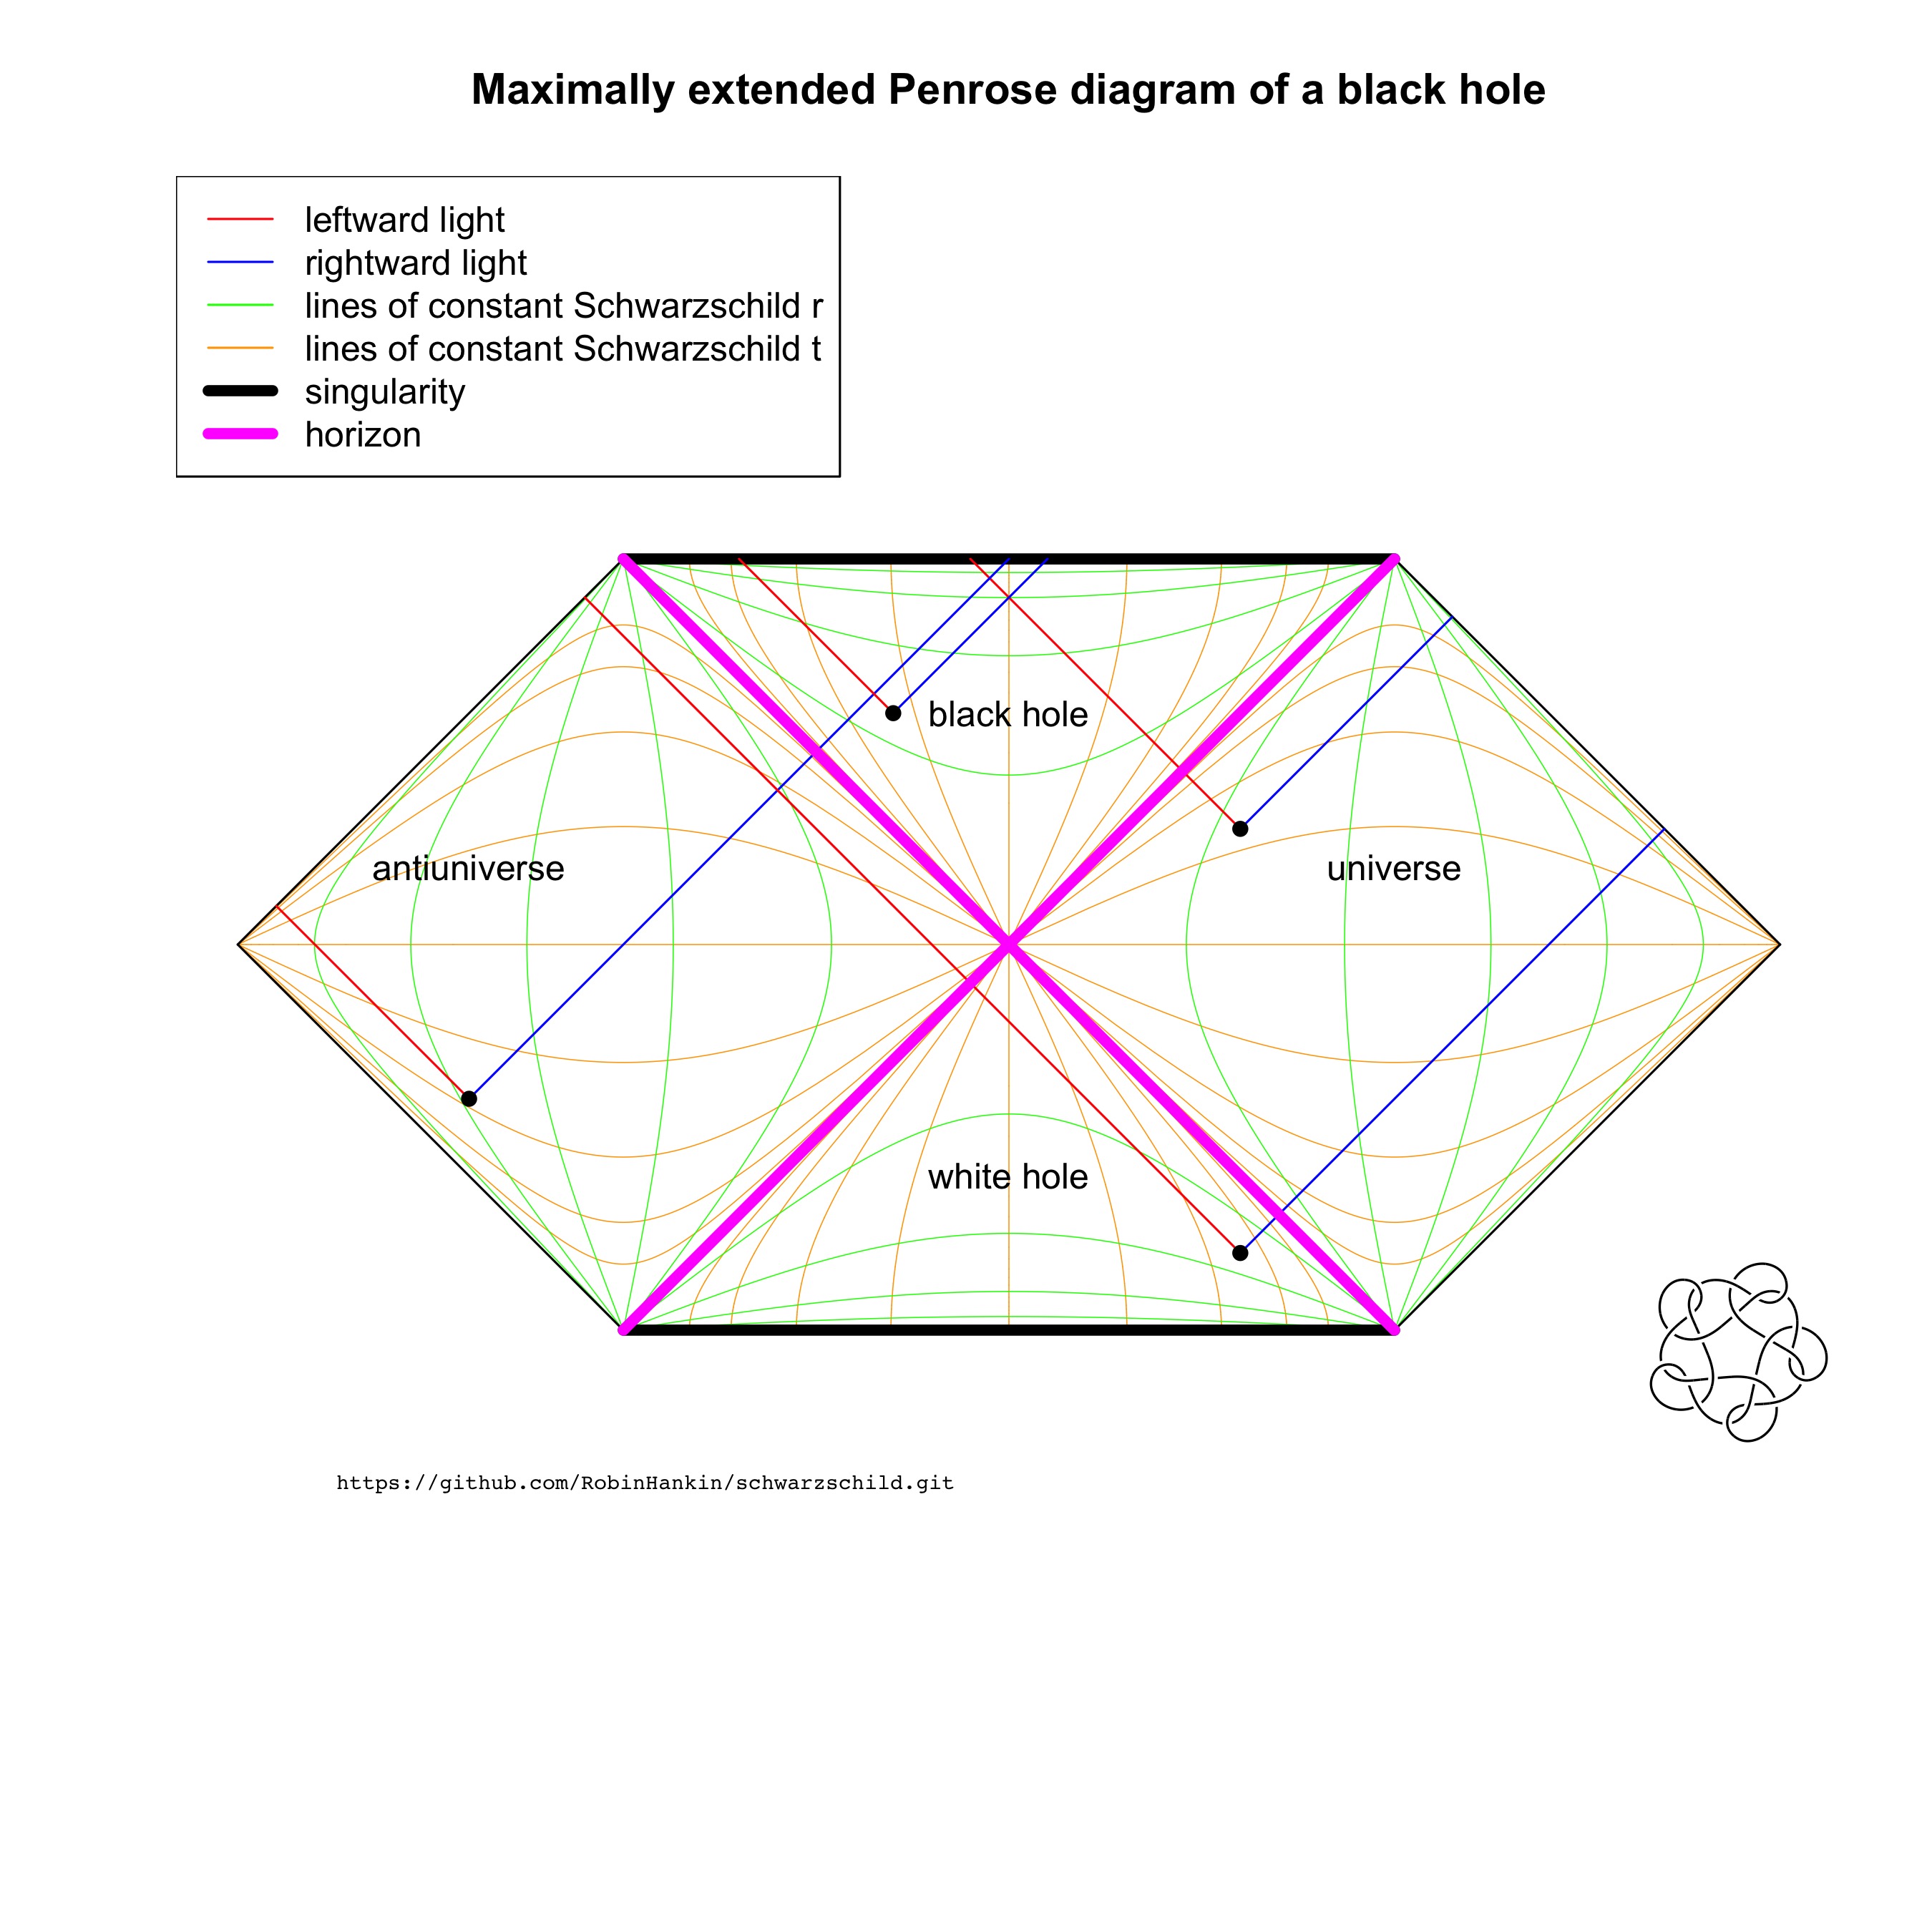 Maximally extended Penrose diagram of a black hole
leftward light
rightward light
lines of constant Schwarzschild r
lines of constant Schwarzschild t
singularity
horizon
black hole
antiuniverse
universe
white hole
https://github.com/RobinHankin/schwarzschild.git